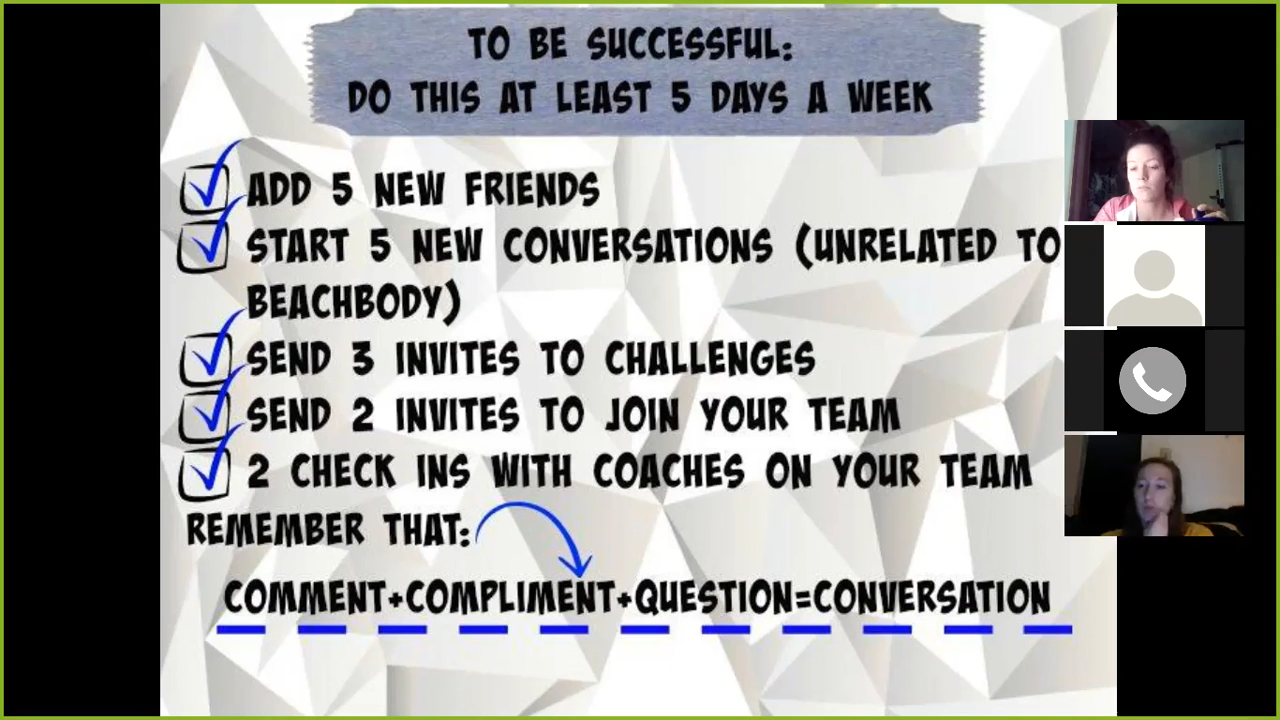 TO BE SUCCESSFUL:
DO THIS AT LEAST 5 DAYS A WEEK
ADD 5 NEW FRIENDS
START 5 NEW CONVERSATIONS (UNRELATED TO
BEACHBODY)
SEND 3 INVITES TO CHALLENGES
SEND 2 INVITES TO JOIN YOUR TEAM
2 CHECK INS WITH COACHES ON YOUR TEAM
REMEMBER THAT:
COMMENT+COMPLIMENT+QUESTION=CONVERSATION